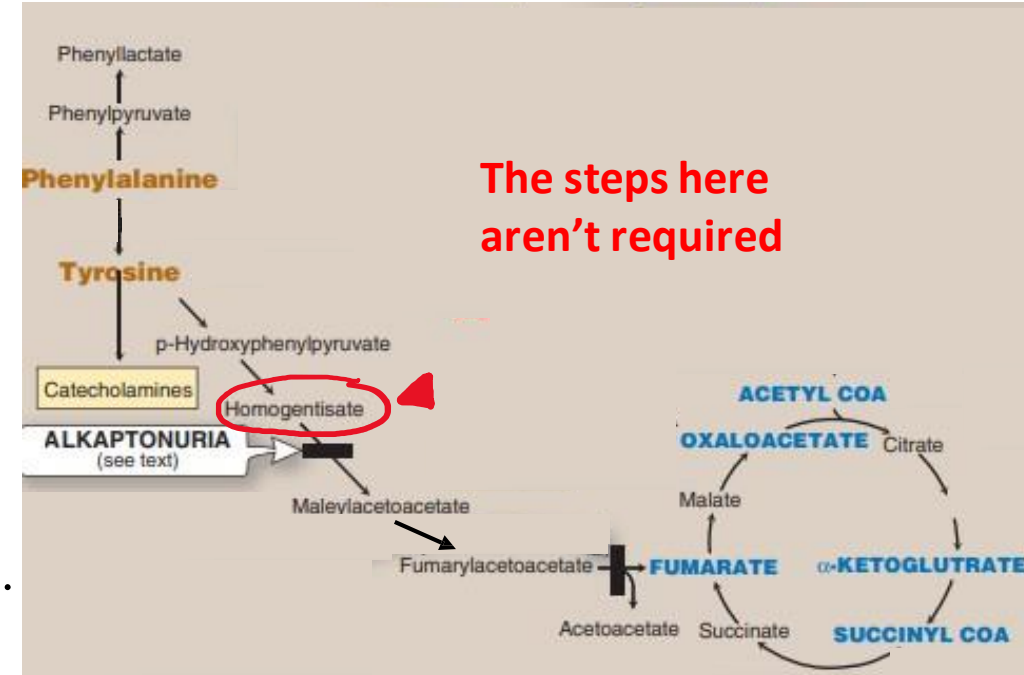 Phenyllactate
Phenylpyruvate
Phenylalanine
The steps here
aren’t required
Tyrosine
p-Hydroxyphenylpyruvate
Catecholamines
Homogentisate
ALKAPTONURIA
(see text)
ACETYL COA
OXALOACETATE
Citrate
Malevlacetoacetate
Malate
Fumarylacetoacetate
FUMARATE
α-KETOGLUTRATE
Acetoacetate
Succinate
SUCCINYL COA